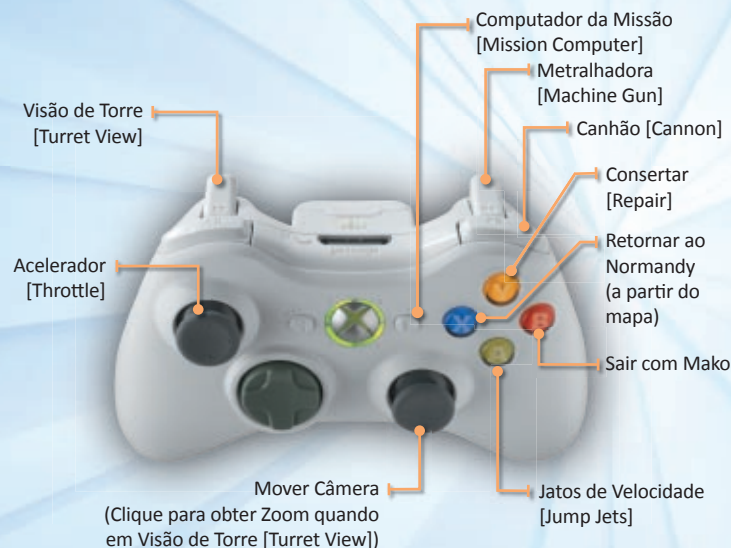 Computador da Missão
[Mission Computer]
Metralhadora
[Machine Gun]
Visão de Torre
[Turret View]
Canhão [Cannon]
Consertar
[Repair]
Acelerador
[Throttle]
Retornar ao
Normandy
(a partir do
mapa)
Y
X
B
A
Sair com Mako
Mover Câmera
(Clique para obter Zoom quando
em Visão de Torre [Turret View])
Jatos de Velocidade
[Jump Jets]